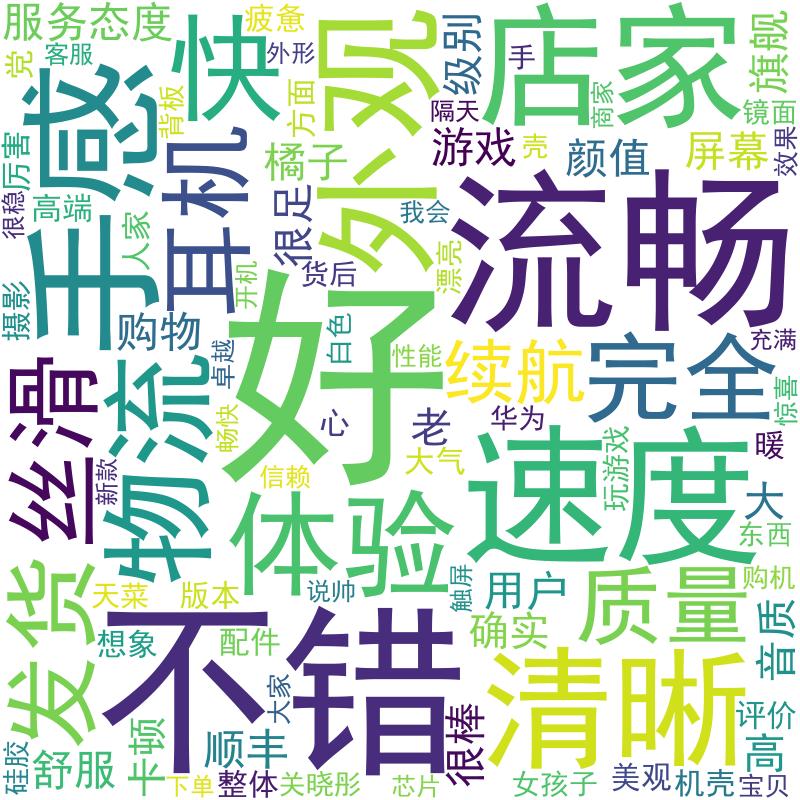 服务态度
疲惫
党
客服
快
外形
外观
级别
手
店家
旗舰
手感
背板
方面
隔天
商家
镜面
耳机
橘子
游戏
壳
颜值
屏幕
效果
厉害
很稳
高端
人家
很足
我会
流畅
摄影
开机
货后
漂亮
购物
卓越
好
白色
性能
续航
完全
充满
惊喜
丝滑
物流
畅快
心
老
华为
暖
新款
信赖
大气
速度
玩游戏
大
东西
体验
发货
天菜
版本
说帅
触屏
用户
质量
购机
想象
不错
配件
确实
音质
大家
清晰
很棒
评价
硅胶
舒服
卡顿
顺丰
高
下单
整体
关晓彤
芯片
女孩子
美观
机壳
宝贝